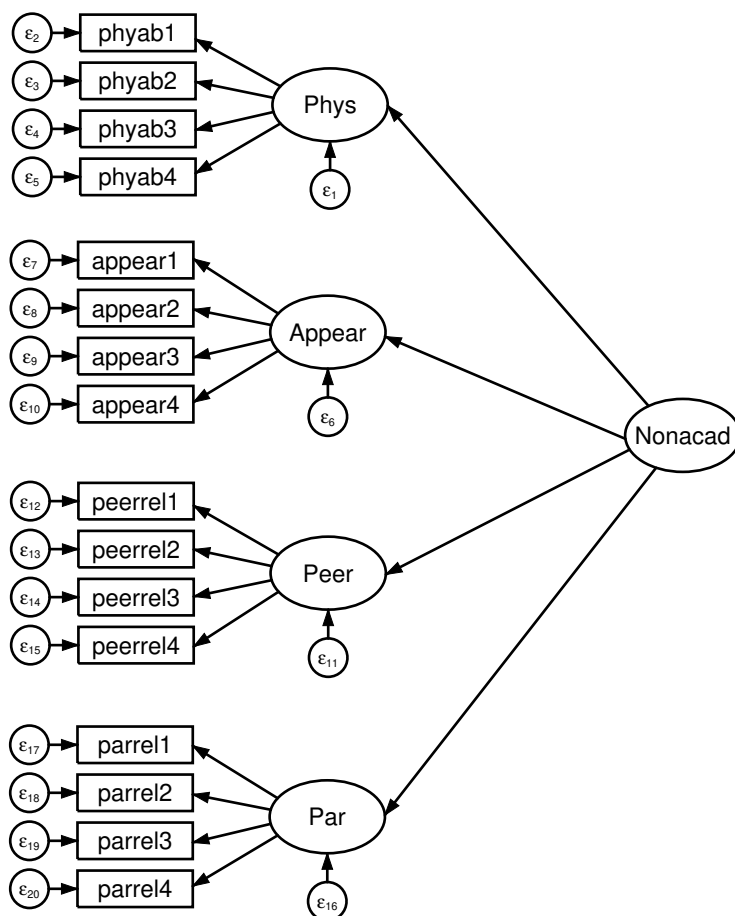 ε₂ phyab1
ε₃ phyab2
ε₄ phyab3
ε₅ phyab4
Phys
ε₁
ε₇ appear1
ε₈ appear2
ε₉ appear3
ε₁₀ appear4
Appear
ε₆
Nonacad
ε₁₂ peerrel1
ε₁₃ peerrel2
ε₁₄ peerrel3
ε₁₅ peerrel4
Peer
ε₁₁
ε₁₇ parrel1
ε₁₈ parrel2
ε₁₉ parrel3
ε₂₀ parrel4
Par
ε₁₆